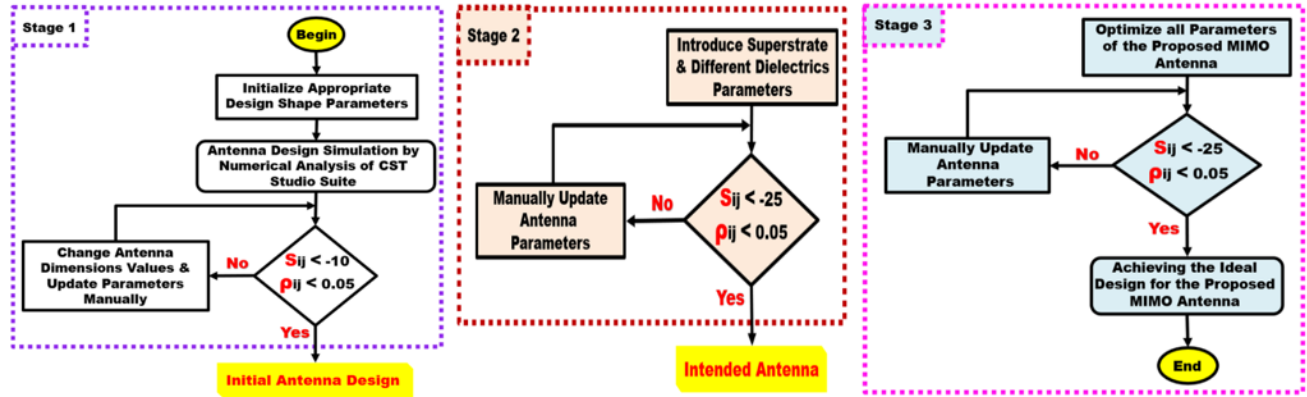 Stage 1
Begin
Initialize Appropriate
Design Shape Parameters
Antenna Design Simulation by
Numerical Analysis of CST
Studio Suite
Change Antenna
Dimensions Values &
Update Parameters
Manually
No
Sij < -10
ρij < 0.05
Yes
Initial Antenna Design
Stage 2
Introduce Superstrate
& Different Dielectrics
Parameters
Manually Update
Antenna
Parameters
No
Sij < -25
ρij < 0.05
Yes
Intended Antenna
Stage 3
Optimize all Parameters
of the Proposed MIMO
Antenna
Manually Update
Antenna
Parameters
No
Sij < -25
ρij < 0.05
Yes
Achieving the Ideal
Design for the Proposed
MIMO Antenna
End